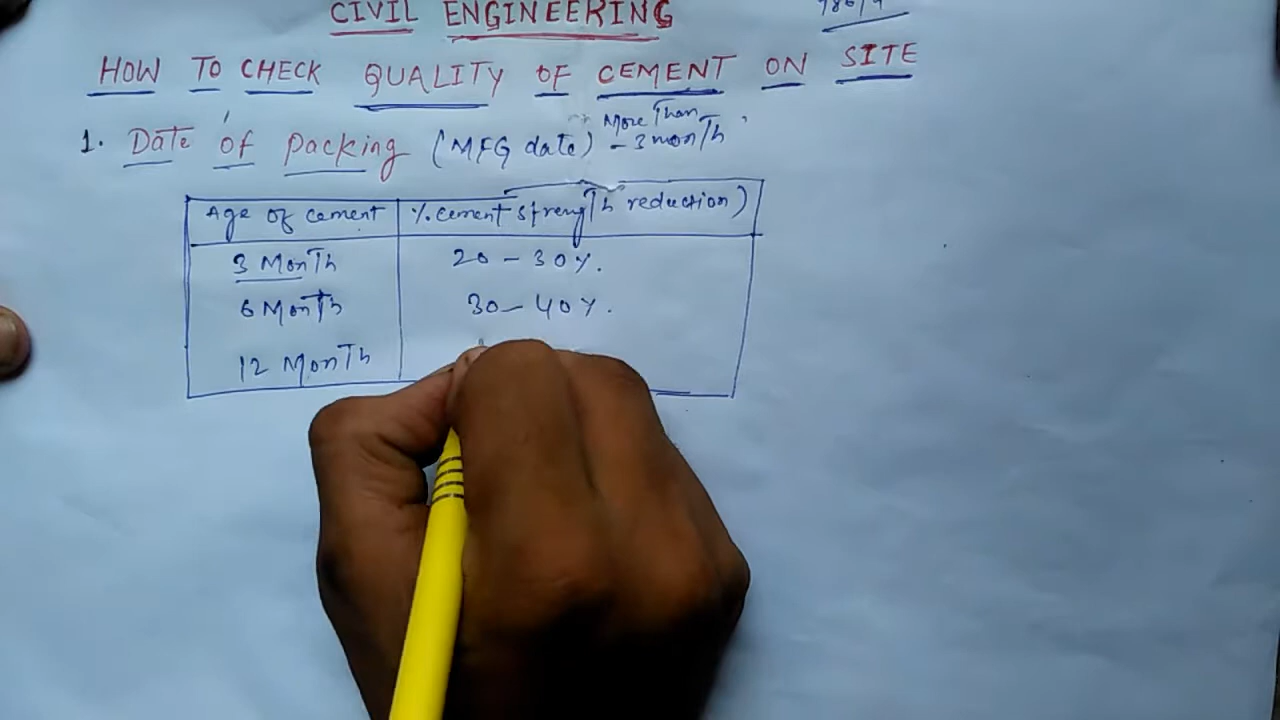 CIVIL ENGINEERING
HOW TO CHECK QUALITY OF CEMENT ON SITE
1. Date of packing (MFG date) - More Than 3 month
Age of cement % cement strength reduction)
3 MonTh 20 - 30%.
6 MonTh 30 - 40%.
12 MonTh